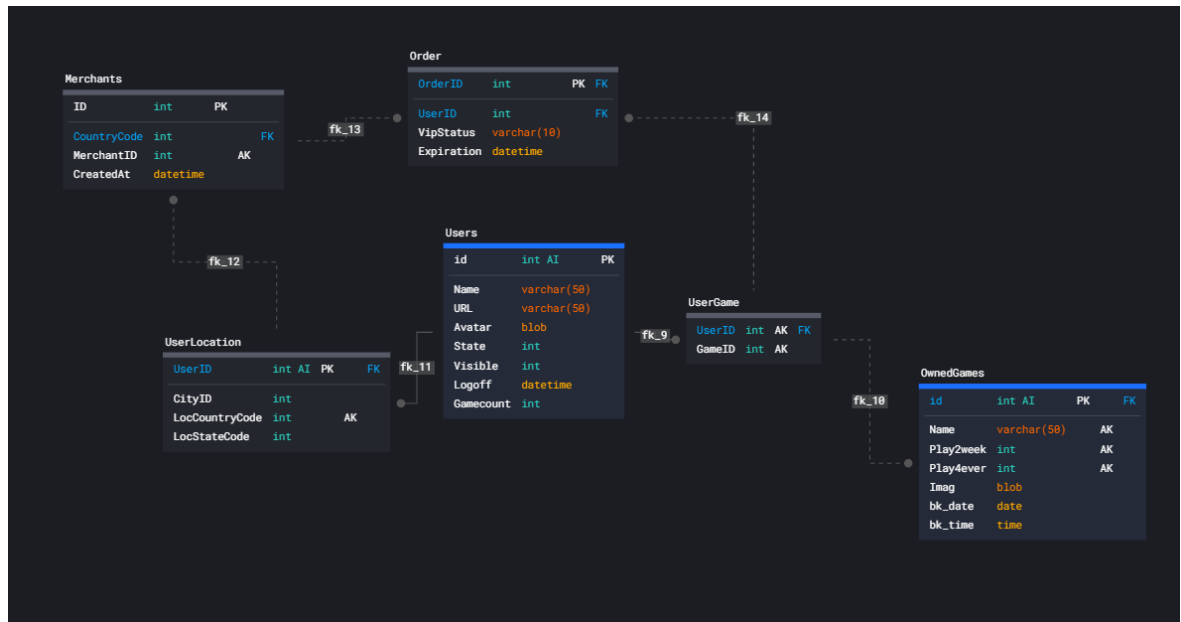 Order
OrderID int PK FK
UserID int FK
VipStatus varchar(10)
Expiration datetime
Merchants
ID int PK
CountryCode int FK
MerchantID int AK
CreatedAt datetime
fk_13
fk_14
fk_12
Users
id int AI PK
Name varchar(50)
URL varchar(50)
Avatar blob
State int
Visible int
Logoff datetime
Gamecount int
UserGame
UserID int AK FK
GameID int AK
fk_9
UserLocation
UserID int AI PK FK
CityID int
LocCountryCode int AK
LocStateCode int
fk_11
OwnedGames
id int AI PK FK
Name varchar(50) AK
Play2week int AK
Play4ever int AK
Imag blob
bk_date date
bk_time time
fk_10